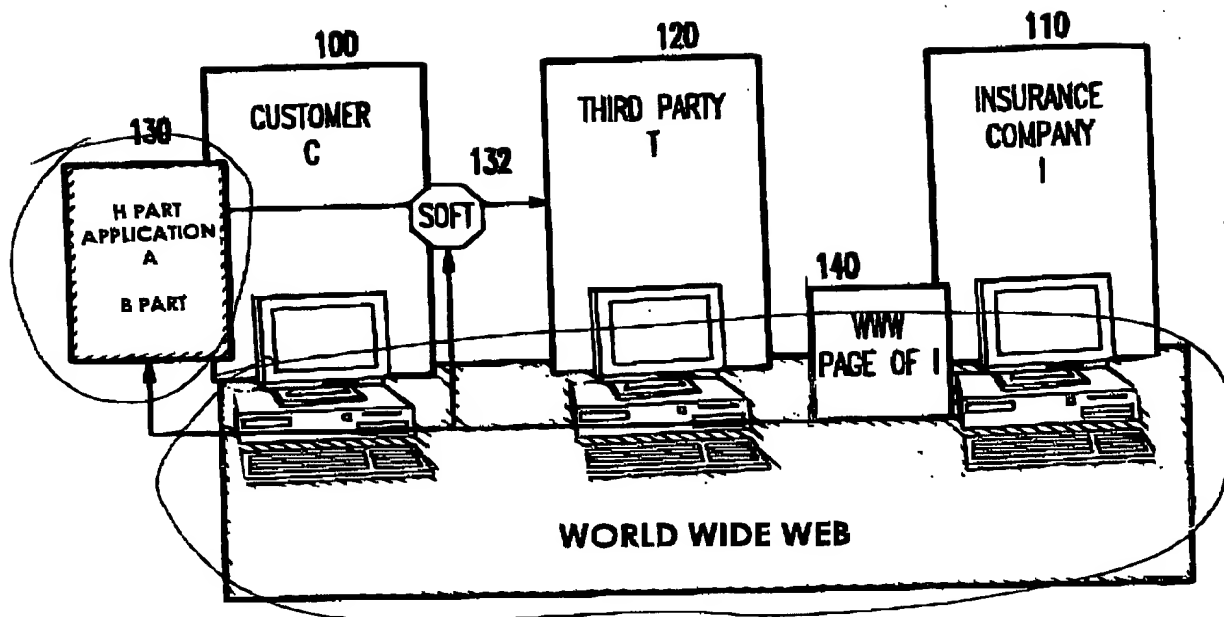 100
120
110
CUSTOMER
C
THIRD PARTY
T
INSURANCE
COMPANY
I
130
132
H PART
APPLICATION
A
B PART
SOFT
140
WWW
PAGE OF I
WORLD WIDE WEB